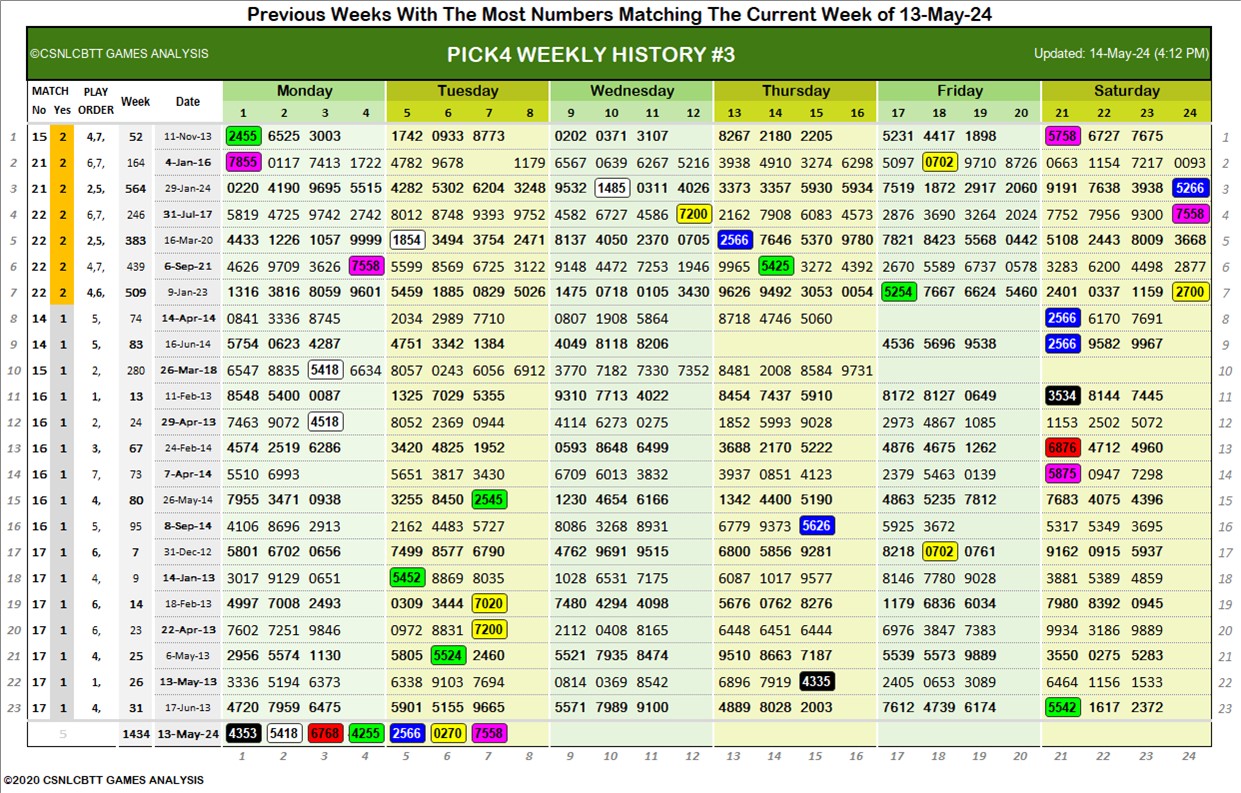 Previous Weeks With The Most Numbers Matching The Current Week of 13-May-24
©CSNLCBTT GAMES ANALYSIS PICK4 WEEKLY HISTORY #3 Updated: 14-May-24 (4:12 PM)
MATCH PLAY Week Date Monday Tuesday Wednesday Thursday Friday Saturday
No Yes ORDER 1 2 3 4 5 6 7 8 9 10 11 12 13 14 15 16 17 18 19 20 21 22 23 24
1 15 2 4,7, 52 11-Nov-13 2455 6525 3003 1742 0933 8773 0202 0371 3107 8267 2180 2205 5231 4417 1898 5758 6727 7675 1
2 21 2 6,7, 164 4-Jan-16 7855 0117 7413 1722 4782 9678 1179 6567 0639 6267 5216 3938 4910 3274 6298 5097 0702 9710 8726 0663 1154 7217 0093 2
3 21 2 2,5, 564 29-Jan-24 0220 4190 9695 5515 4282 5302 6204 3248 9532 1485 0311 4026 3373 3357 5930 5934 7519 1872 2917 2060 9191 7638 3938 5266 3
4 22 2 6,7, 246 31-Jul-17 5819 4725 9742 2742 8012 8748 9393 9752 4582 6727 4586 7200 2162 7908 6083 4573 2876 3690 3264 2024 7752 7956 9300 7558 4
5 22 2 2,5, 383 16-Mar-20 4433 1226 1057 9999 1854 3494 3754 2471 8137 4050 2370 0705 2566 7646 5370 9780 7821 8423 5568 0442 5108 2443 8009 3668 5
6 22 2 4,7, 439 6-Sep-21 4626 9709 3626 7558 5599 8569 6725 3122 9148 4472 7753 1946 9965 5425 3272 4392 2670 5589 6737 0578 3283 6200 4498 2877 6
7 22 2 4,6, 509 9-Jan-23 1316 3816 8059 9601 5459 1885 0829 5026 1475 0718 0105 3430 9626 9492 3053 0054 5254 7667 6624 5460 2401 0337 1159 2700 7
8 14 1 5, 74 14-Apr-14 0841 3336 8745 2034 2989 7710 0807 1908 5864 8718 4746 5060 2566 6170 7691 8
9 14 1 5, 83 16-Jun-14 5754 0623 4287 4751 3342 1384 4049 8118 8206 4536 5696 9538 2566 9582 9967 9
10 15 1 2, 280 26-Mar-18 6547 8835 5418 6634 8057 0243 6056 6912 3770 7182 7330 7352 8481 2008 8584 9731 10
11 16 1 1, 13 11-Feb-13 8548 5400 0087 1325 7029 5355 9310 7713 4022 8454 7437 5910 8172 8127 0649 3534 8144 7445 11
12 16 1 2, 24 29-Apr-13 7463 9072 4518 8052 2369 0944 4114 6273 0275 1852 5993 9028 2973 4867 1085 1153 2502 5072 12
13 16 1 3, 67 24-Feb-14 4574 2519 6286 3420 4825 1952 0593 8648 6499 3688 2170 5222 4876 4675 1262 6876 4712 4960 13
14 16 1 7, 73 7-Apr-14 5510 6993 5651 3817 3430 6709 6013 3832 3937 0851 4123 2379 5463 0139 5875 0947 7298 14
15 16 1 4, 80 26-May-14 7955 3471 0938 3255 8450 2545 1230 4654 6166 1342 4400 5190 4863 5235 7812 7683 4075 4396 15
16 16 1 5, 95 8-Sep-14 4106 8696 2913 2162 4483 5727 8086 3268 8931 6779 9373 5626 5925 3672 5317 5349 3695 16
17 17 1 6, 7 31-Dec-12 5801 6702 0656 7499 8577 6790 4762 9691 9515 6800 5856 9281 8218 0702 0761 9162 0915 5937 17
18 17 1 4, 9 14-Jan-13 3017 9129 0651 5452 8869 8035 1028 6531 7175 6087 1017 9577 8146 7780 9028 3881 5389 4859 18
19 17 1 6, 14 18-Feb-13 4997 7008 2493 0309 3444 7020 7480 4294 4098 5676 0762 8276 1179 6836 6034 7980 8392 0945 19
20 17 1 6, 23 22-Apr-13 7602 7251 9846 0972 8831 7200 2112 0408 8165 6448 6451 6444 6976 3847 7383 9934 3186 9889 20
21 17 1 4, 25 6-May-13 2956 5574 1130 5805 5524 2460 5521 7935 8474 9510 8663 7187 5539 5573 9889 3550 0275 5283 21
22 17 1 1, 26 13-May-13 3336 5194 6373 6338 9103 7694 0814 0369 8542 6896 7919 4335 2405 0653 3089 6464 1156 1533 22
23 17 1 4, 31 17-Jun-13 4720 7959 6475 5901 5155 9665 5571 7989 9100 4889 8028 2003 7612 4739 6174 5542 1617 2372 23
5 1434 13-May-24 4353 5418 6768 4255 2566 0270 7558
1 2 3 4 5 6 7 8 9 10 11 12 13 14 15 16 17 18 19 20 21 22 23 24
©2020 CSNLCBTT GAMES ANALYSIS